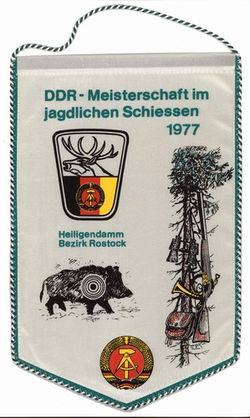 DDR - Meisterschaft im
jagdlichen Schiessen
1977
Heiligendamm
Bezirk Rostock